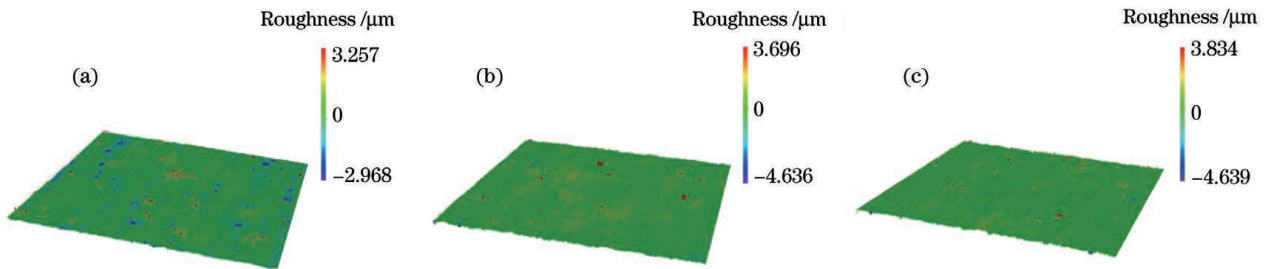 Roughness /μm
3.257
(a)
0
−2.968
Roughness /μm
3.696
(b)
0
−4.636
Roughness /μm
3.834
(c)
0
−4.639